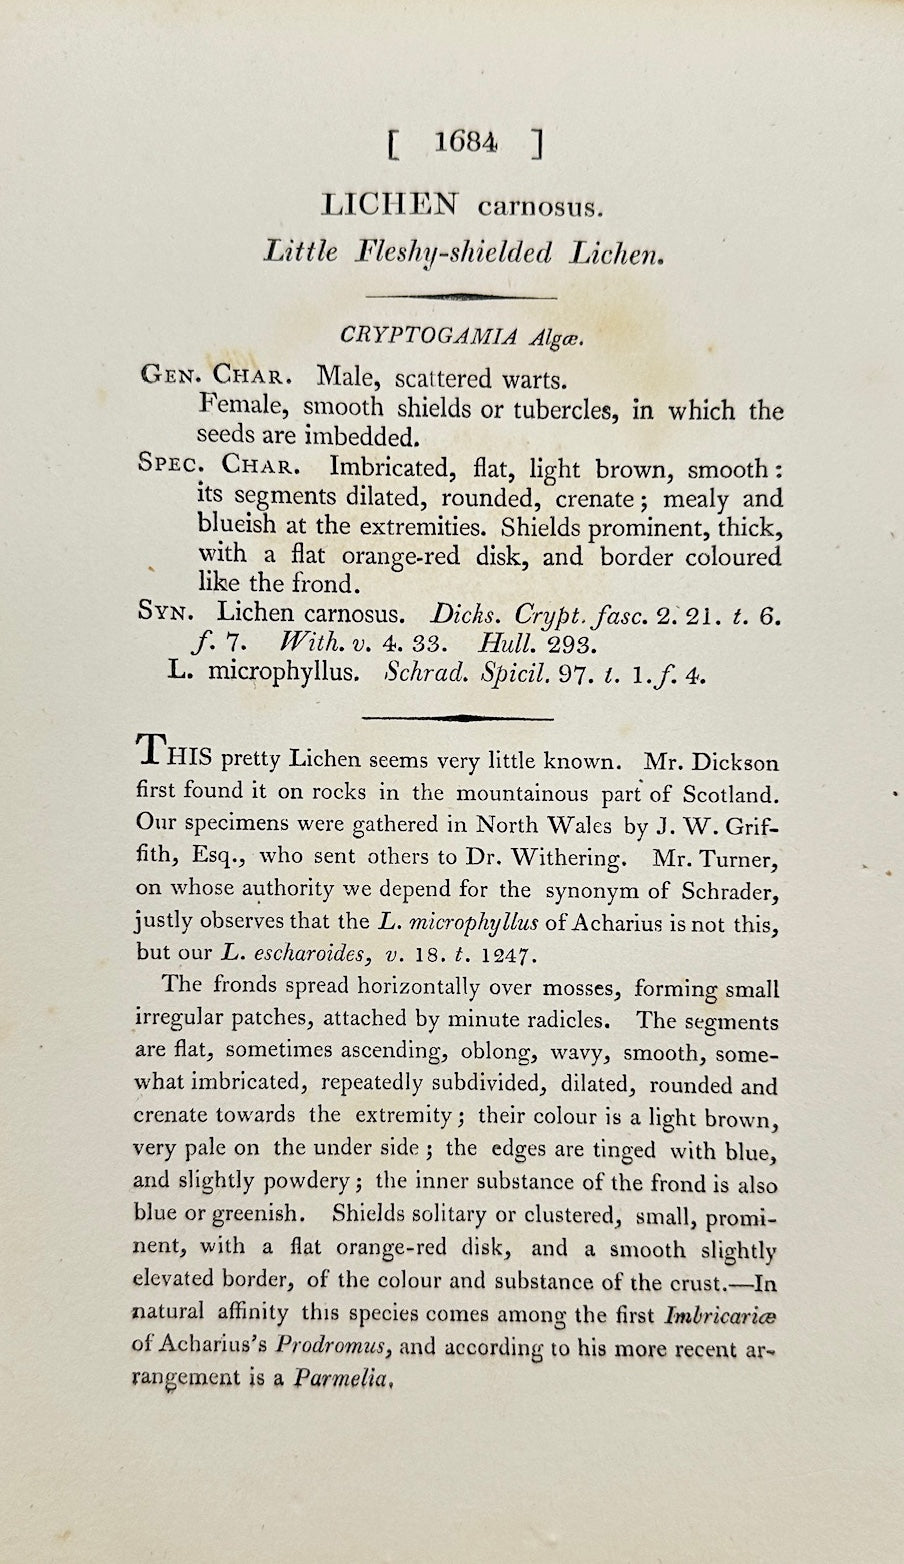 [ 1684 ]
LICHEN carnosus.
Little Fleshy-shielded Lichen.
CRYPTOGAMIA Algæ.
GEN. CHAR. Male, scattered warts.
Female, smooth shields or tubercles, in which the
seeds are imbedded.
SPEC. CHAR. Imbricated, flat, light brown, smooth:
its segments dilated, rounded, crenate; mealy and
blueish at the extremities. Shields prominent, thick,
with a flat orange-red disk, and border coloured
like the frond.
SYN. Lichen carnosus. Dicks. Crypt. fasc. 2. 21. t. 6.
f. 7. With. v. 4. 33. Hull. 293.
L. microphyllus. Schrad. Spicil. 97. t. 1. f. 4.
THIS pretty Lichen seems very little known. Mr. Dickson
first found it on rocks in the mountainous part of Scotland.
Our specimens were gathered in North Wales by J. W. Grif-
fith, Esq., who sent others to Dr. Withering. Mr. Turner,
on whose authority we depend for the synonym of Schrader,
justly observes that the L. microphyllus of Acharius is not this,
but our L. escharoides, v. 18. t. 1247.
The fronds spread horizontally over mosses, forming small
irregular patches, attached by minute radicles. The segments
are flat, sometimes ascending, oblong, wavy, smooth, some-
what imbricated, repeatedly subdivided, dilated, rounded and
crenate towards the extremity; their colour is a light brown,
very pale on the under side; the edges are tinged with blue,
and slightly powdery; the inner substance of the frond is also
blue or greenish. Shields solitary or clustered, small, promi-
nent, with a flat orange-red disk, and a smooth slightly
elevated border, of the colour and substance of the crust.—In
natural affinity this species comes among the first Imbricariæ
of Acharius's Prodromus, and according to his more recent ar-
rangement is a Parmelia.